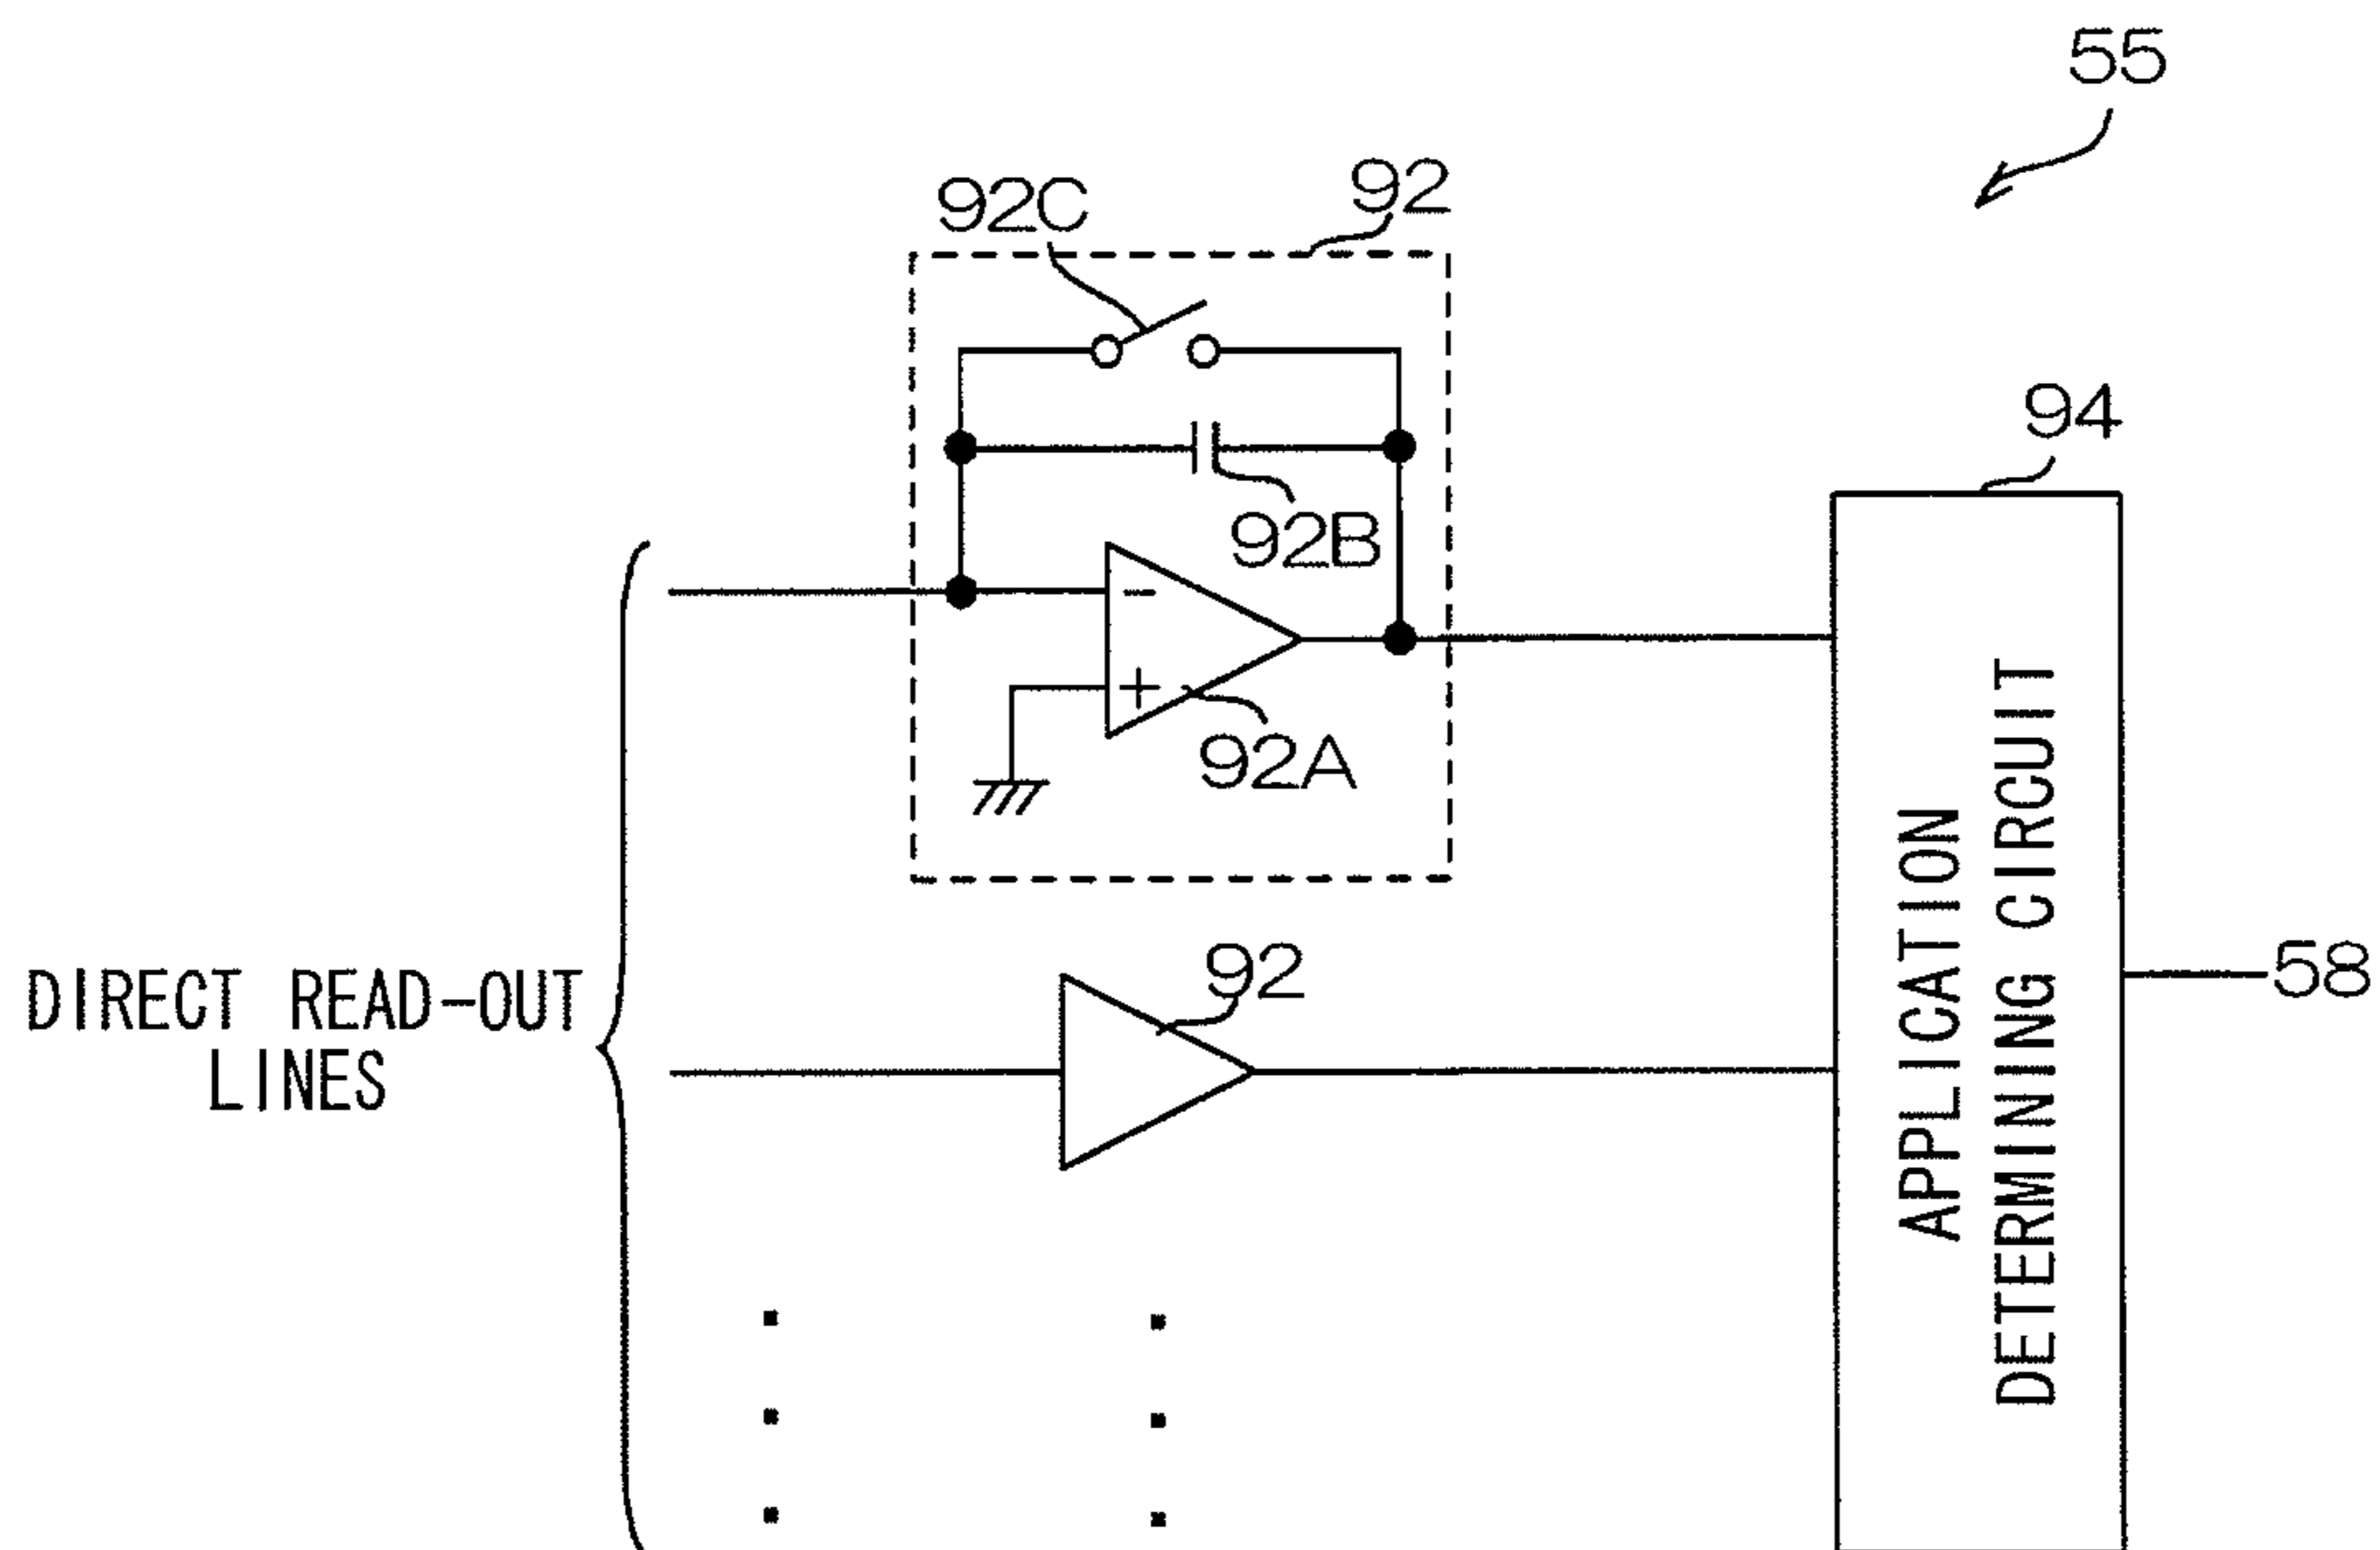 55
92
92C
94
92B
-
+
92A
DIRECT READ-OUT
LINES
92
APPLICATION
DETERMINING CIRCUIT
58